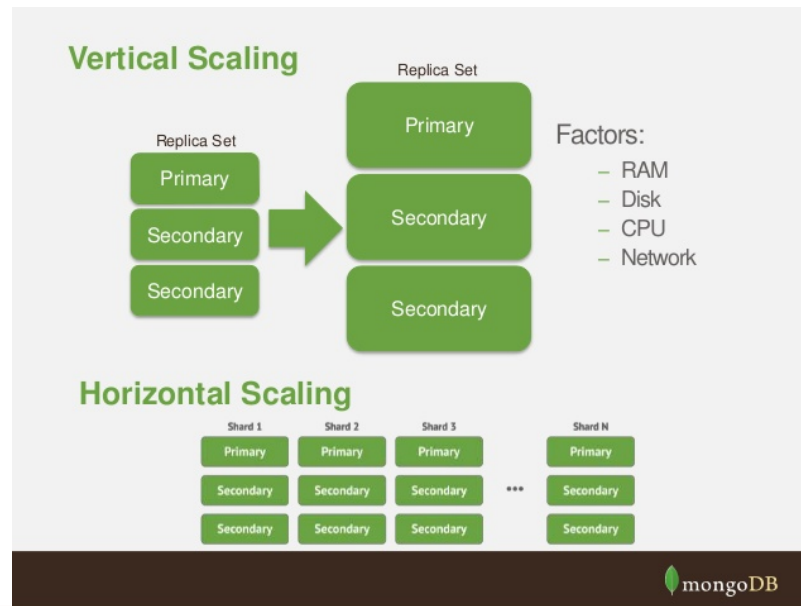 Vertical Scaling
Replica Set
Primary
Secondary
Secondary
Replica Set
Primary
Secondary
Secondary
Factors:
– RAM
– Disk
– CPU
– Network
Horizontal Scaling
Shard 1 Shard 2 Shard 3 Shard N
Primary Primary Primary Primary
Secondary Secondary Secondary ••• Secondary
Secondary Secondary Secondary Secondary
mongoDB